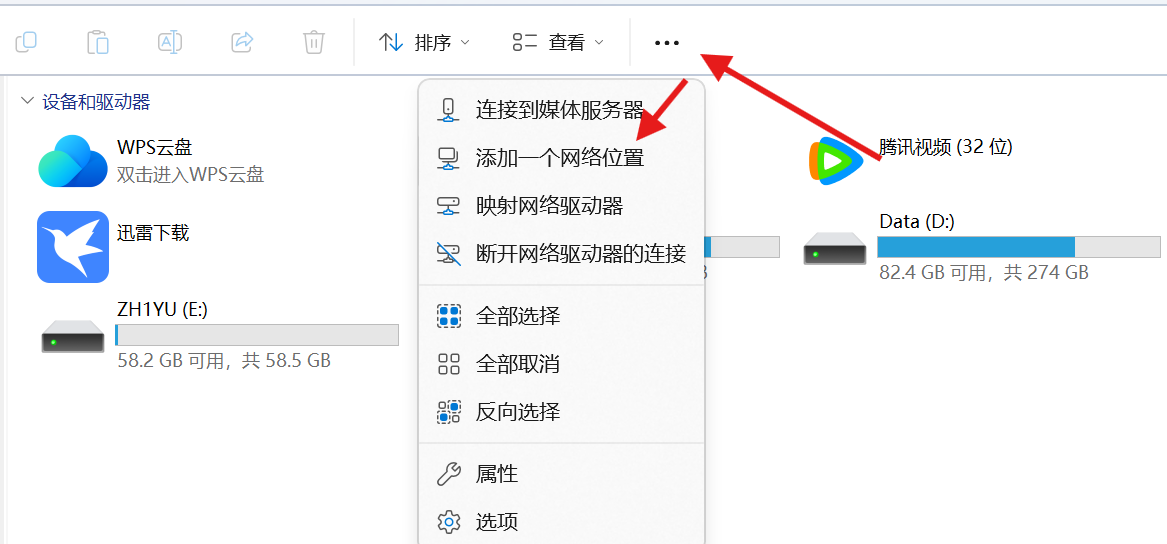 排序
查看
设备和驱动器
WPS云盘
双击进入WPS云盘
迅雷下载
ZH1YU (E:)
58.2 GB 可用，共 58.5 GB
连接到媒体服务器
添加一个网络位置
映射网络驱动器
断开网络驱动器的连接
全部选择
全部取消
反向选择
属性
选项
腾讯视频 (32 位)
Data (D:)
82.4 GB 可用，共 274 GB